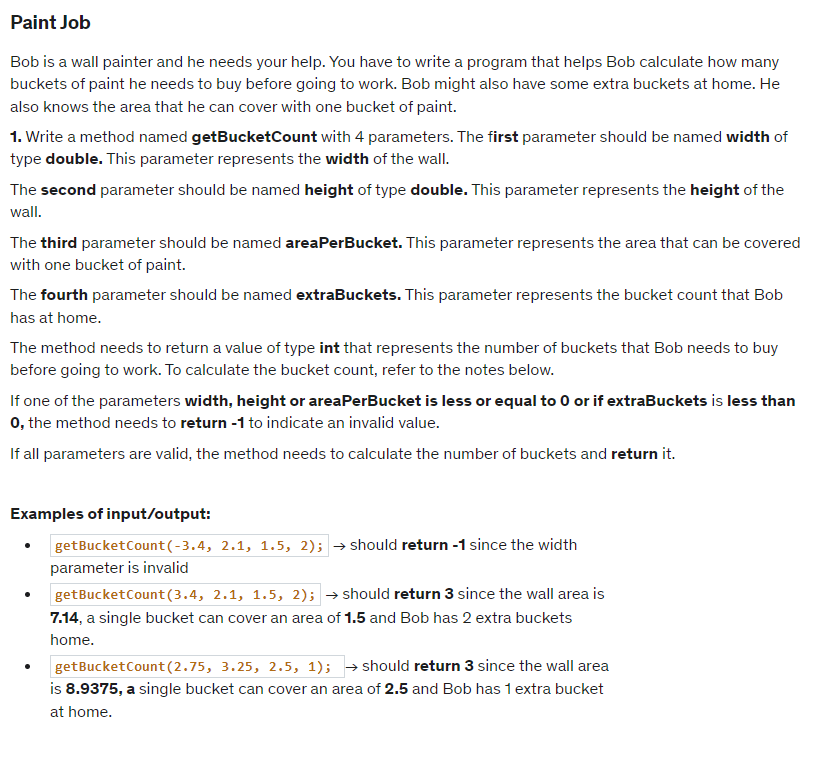 Paint Job
Bob is a wall painter and he needs your help. You have to write a program that helps Bob calculate how many
buckets of paint he needs to buy before going to work. Bob might also have some extra buckets at home. He
also knows the area that he can cover with one bucket of paint.
1. Write a method named getBucketCount with 4 parameters. The first parameter should be named width of
type double. This parameter represents the width of the wall.
The second parameter should be named height of type double. This parameter represents the height of the
wall.
The third parameter should be named areaPerBucket. This parameter represents the area that can be covered
with one bucket of paint.
The fourth parameter should be named extraBuckets. This parameter represents the bucket count that Bob
has at home.
The method needs to return a value of type int that represents the number of buckets that Bob needs to buy
before going to work. To calculate the bucket count, refer to the notes below.
If one of the parameters width, height or areaPerBucket is less or equal to 0 or if extraBuckets is less than
0, the method needs to return -1 to indicate an invalid value.
If all parameters are valid, the method needs to calculate the number of buckets and return it.
Examples of input/output:
• getBucketCount(-3.4, 2.1, 1.5, 2); → should return -1 since the width
parameter is invalid
• getBucketCount(3.4, 2.1, 1.5, 2); → should return 3 since the wall area is
7.14, a single bucket can cover an area of 1.5 and Bob has 2 extra buckets
home.
• getBucketCount(2.75, 3.25, 2.5, 1); → should return 3 since the wall area
is 8.9375, a single bucket can cover an area of 2.5 and Bob has 1 extra bucket
at home.